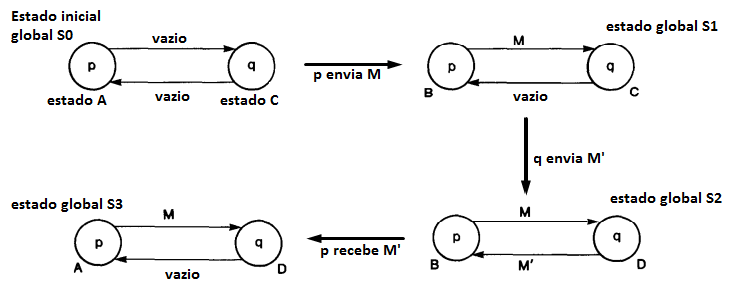 Estado inicial
global S0
vazio
p
q
vazio
estado A
estado C
p envia M
estado global S1
M
p
q
B
vazio
C
q envia M'
estado global S2
M
p
q
B
M'
D
p recebe M'
estado global S3
M
p
q
A
vazio
D